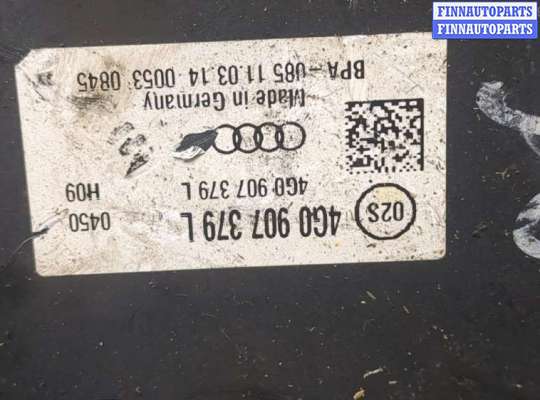 FINNAUTOPARTS
FINNAUTOPARTS
02S
4G0 907 379 L
0450
4G0 907 379 L
H09
Made in Germany
BPA-085 11.03.14 0053 0845